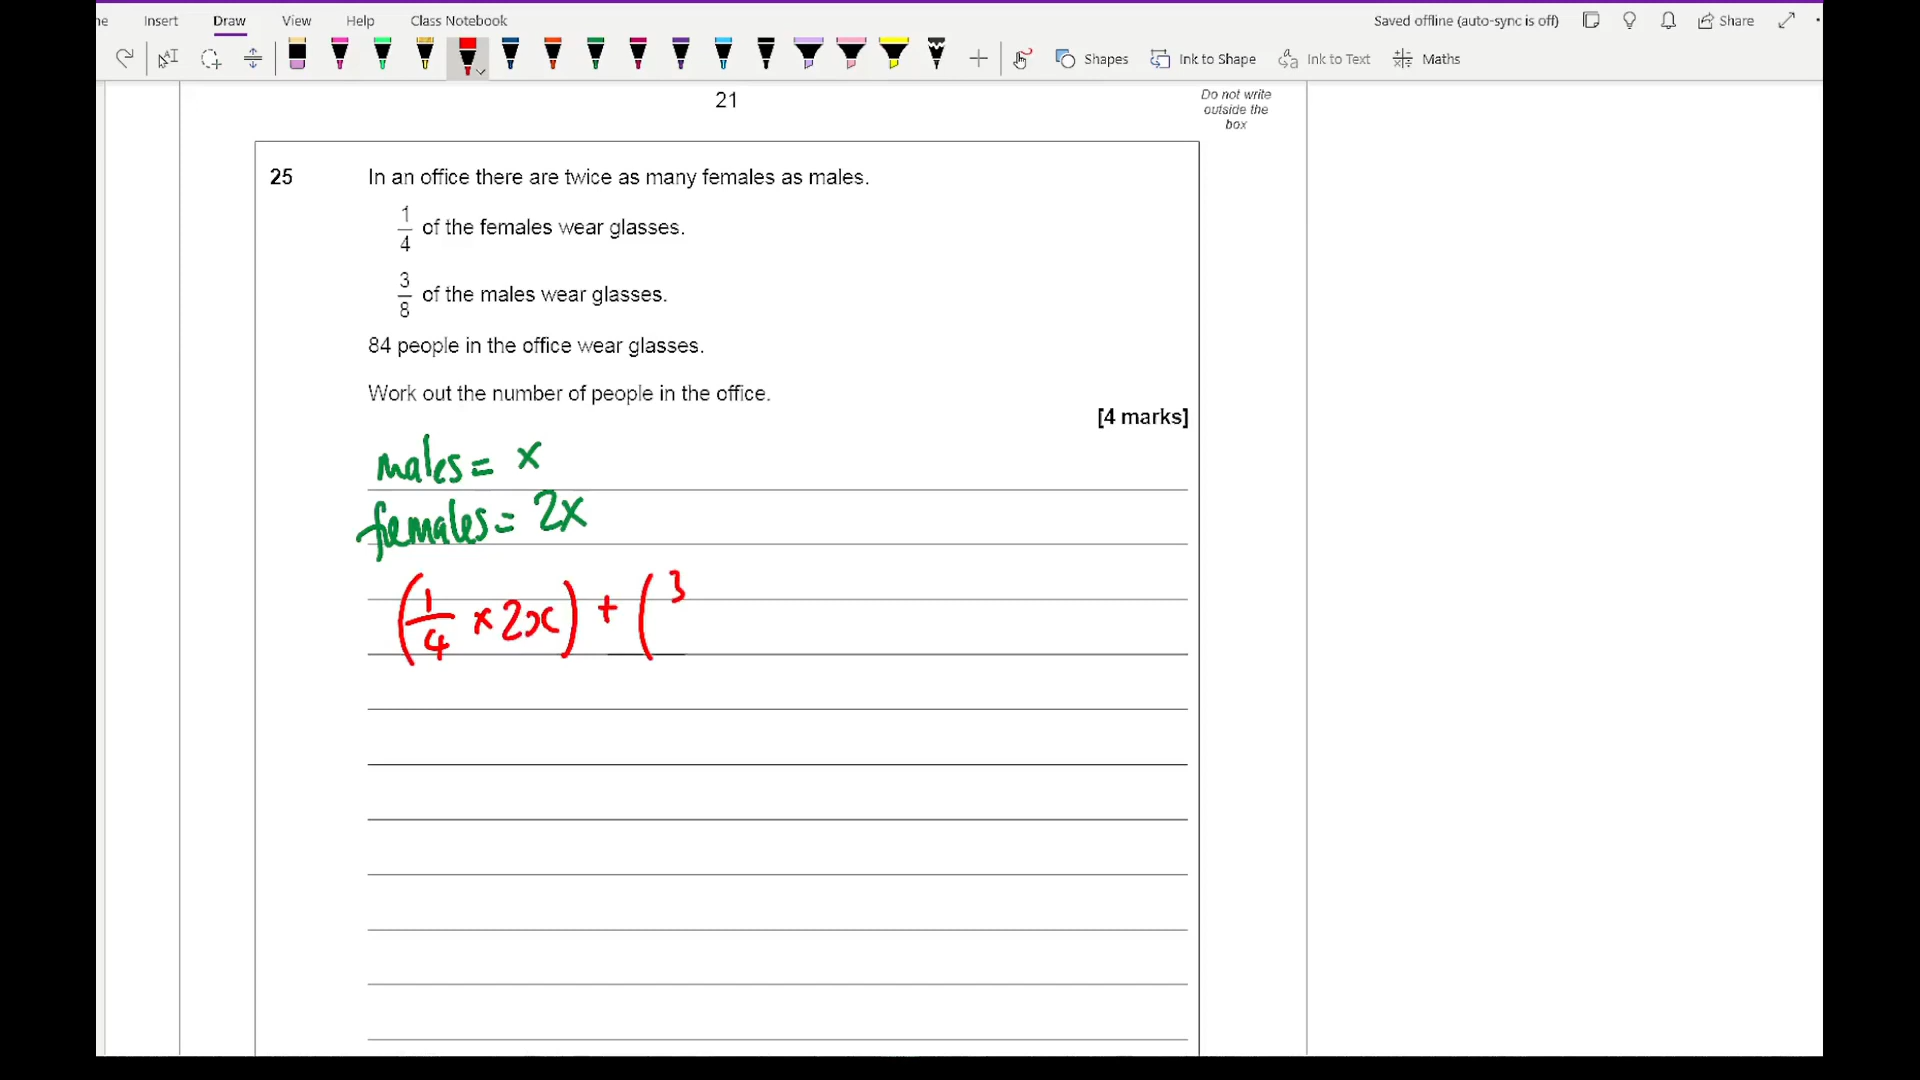 ne Insert Draw View Help Class Notebook Saved offline (auto-sync is off) Share
Shapes Ink to Shape Ink to Text Maths
21
Do not write
outside the
box
25 In an office there are twice as many females as males.
1/4 of the females wear glasses.
3/8 of the males wear glasses.
84 people in the office wear glasses.
Work out the number of people in the office.
[4 marks]
males = x
females = 2x
(1/4 × 2x) + (3